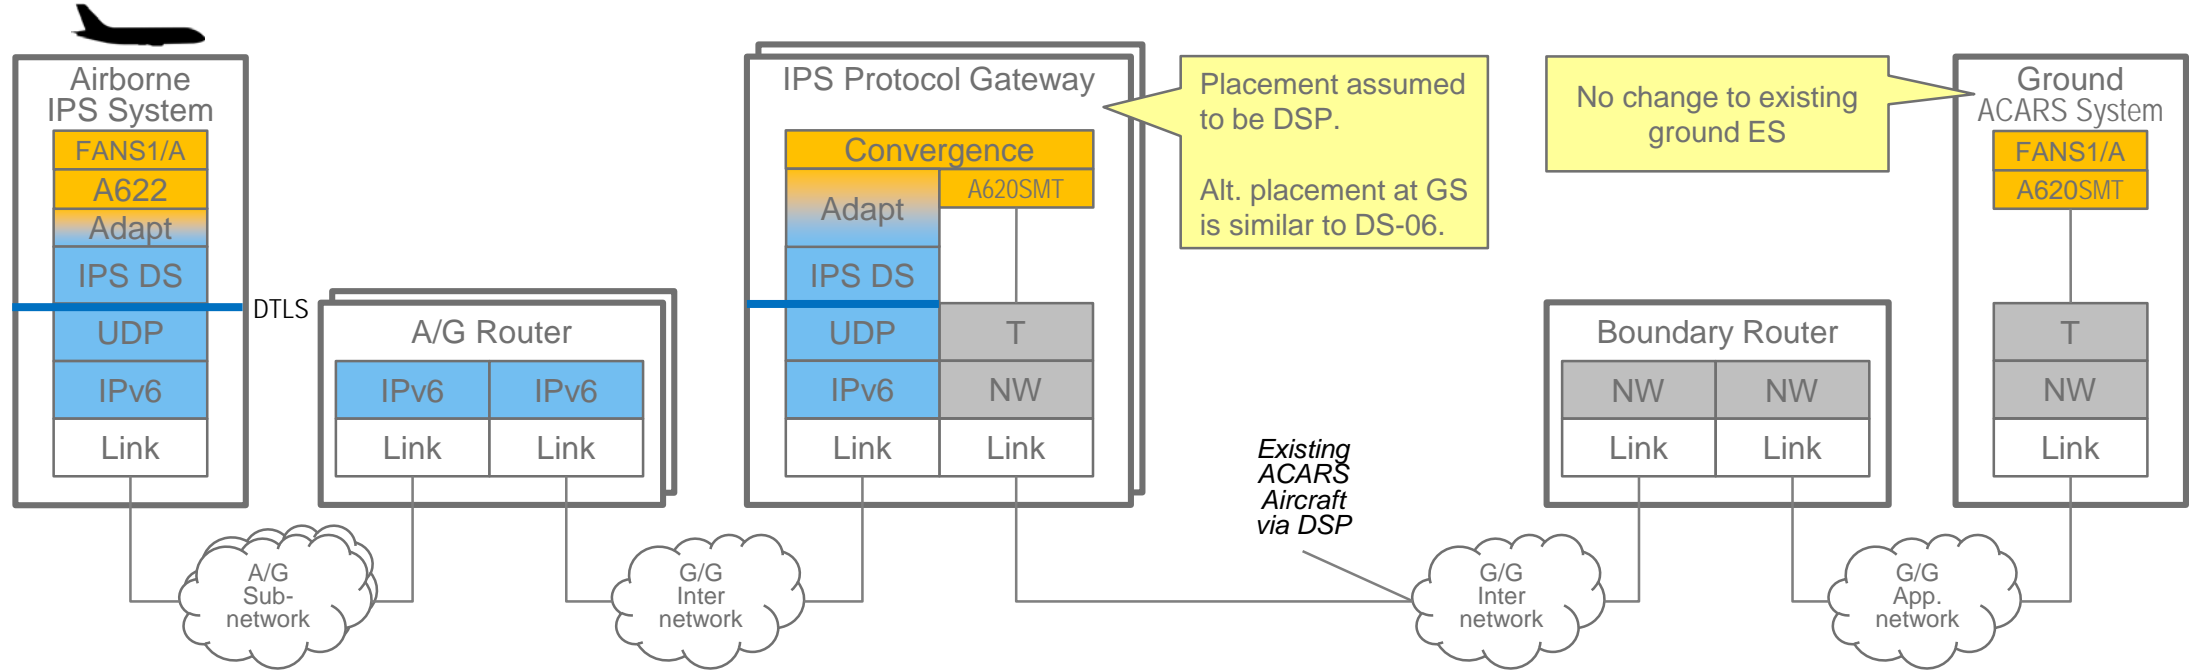 Airborne
IPS System
FANS1/A
A622
Adapt
IPS DS
DTLS
UDP
IPv6
Link
A/G
Sub-
network
A/G Router
IPv6 IPv6
Link Link
G/G
Inter
network
IPS Protocol Gateway
Convergence
Adapt
A620SMT
IPS DS
UDP T
IPv6 NW
Link Link
Placement assumed
to be DSP.
Alt. placement at GS
is similar to DS-06.
Existing
ACARS
Aircraft
via DSP
G/G
Inter
network
No change to existing
ground ES
Boundary Router
NW NW
Link Link
G/G
App.
network
Ground
ACARS System
FANS1/A
A620SMT
T
NW
Link